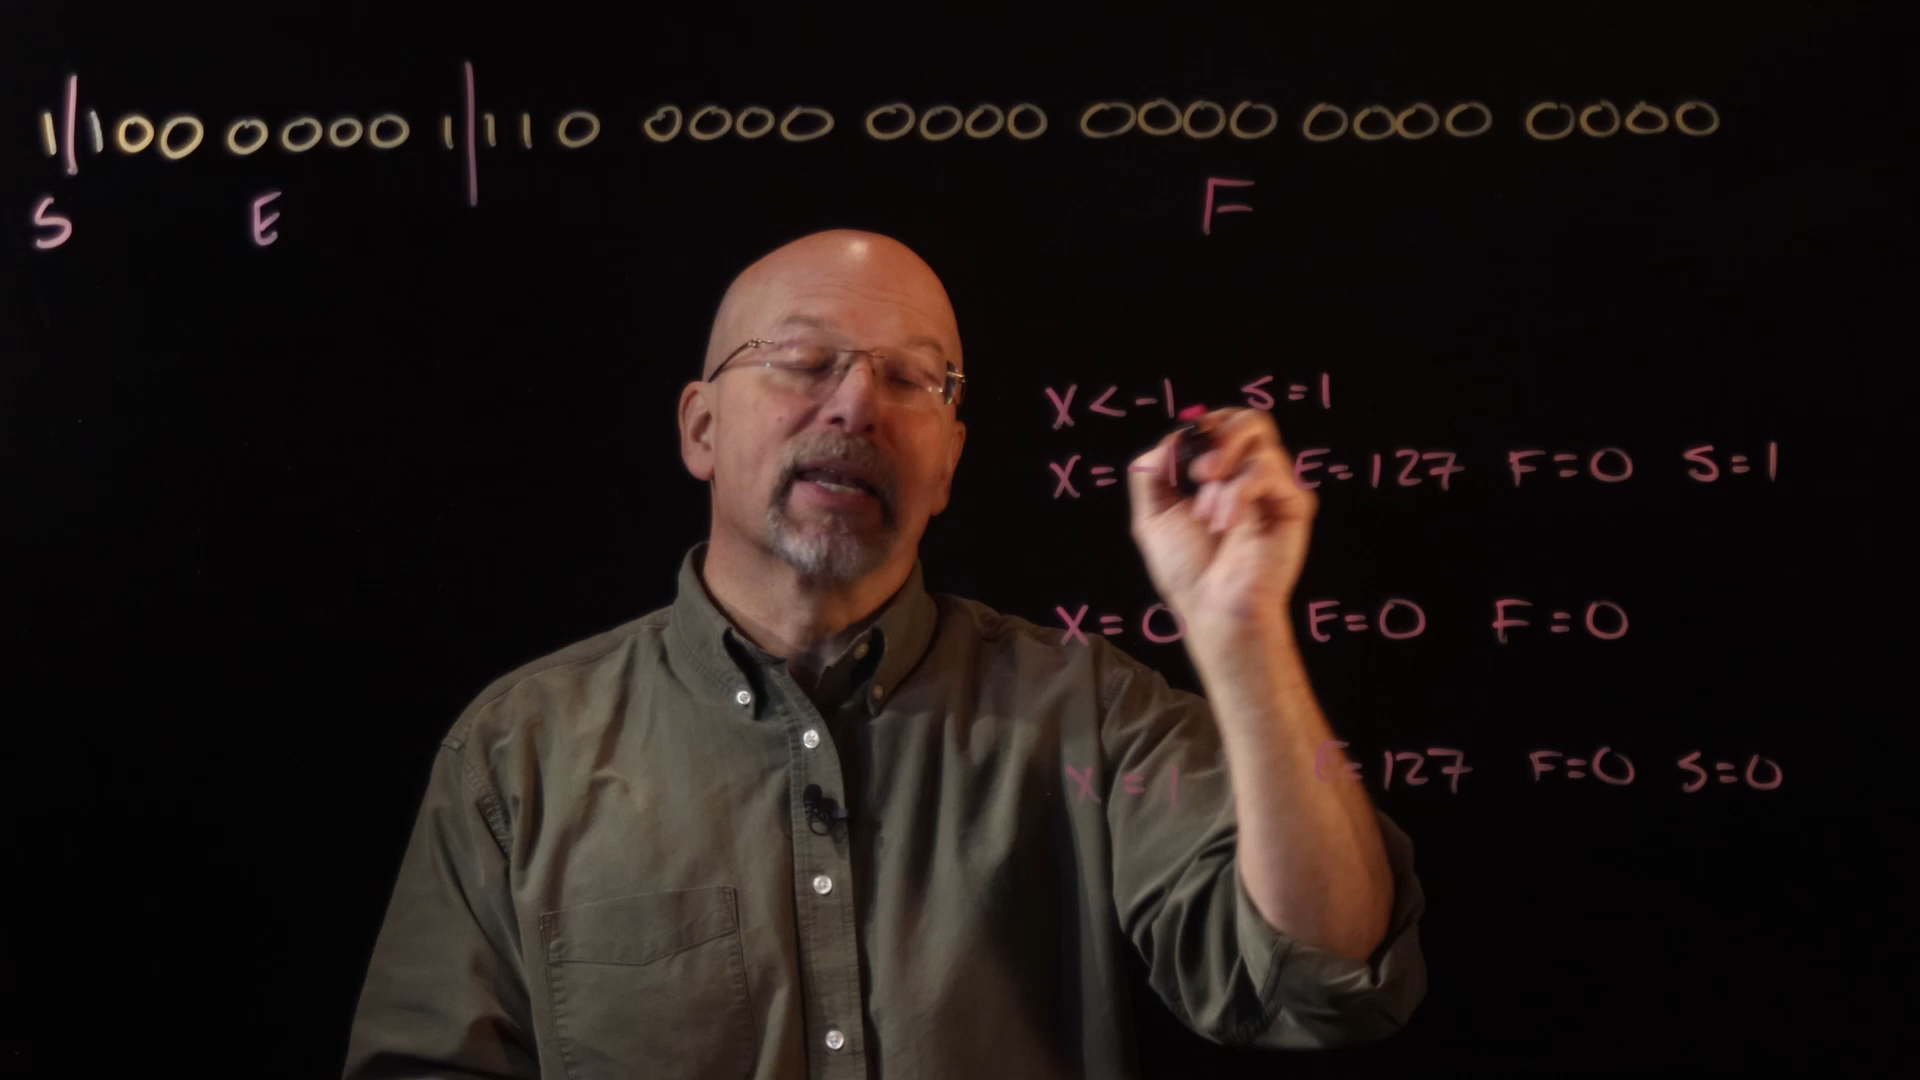 1|100 0000 1|110 0000 0000 0000 0000 0000
S E F
X < -1 S=1
X = -1 E=127 F=0 S=1
X = 0 E=0 F=0
X = 1 E=127 F=0 S=0